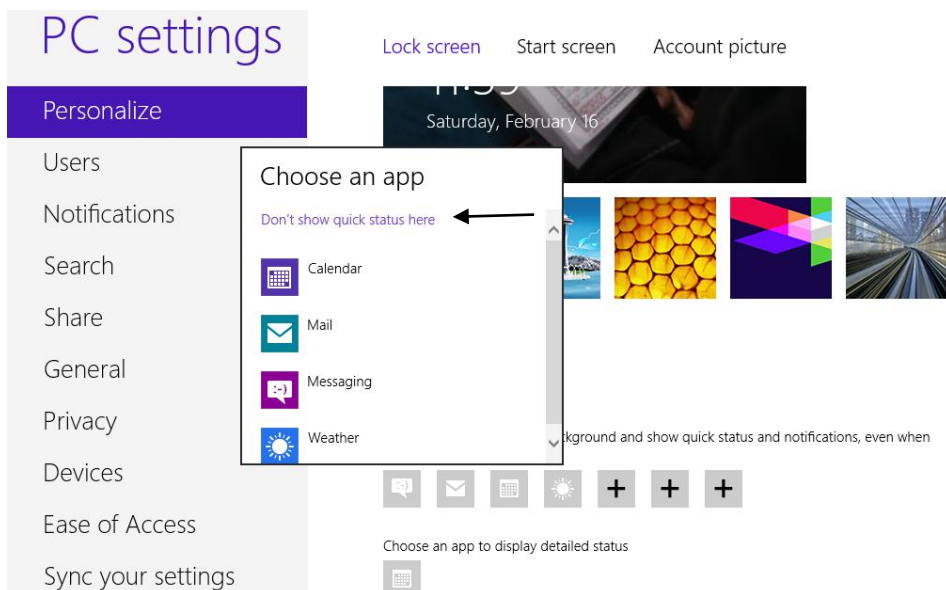 PC settings
Lock screen Start screen Account picture
Personalize
Users
Notifications
Search
Share
General
Privacy
Devices
Ease of Access
Sync your settings
Saturday, February 16
Choose an app
Don't show quick status here
Calendar
Mail
Messaging
Weather
kground and show quick status and notifications, even when
:-)
+ + +
Choose an app to display detailed status